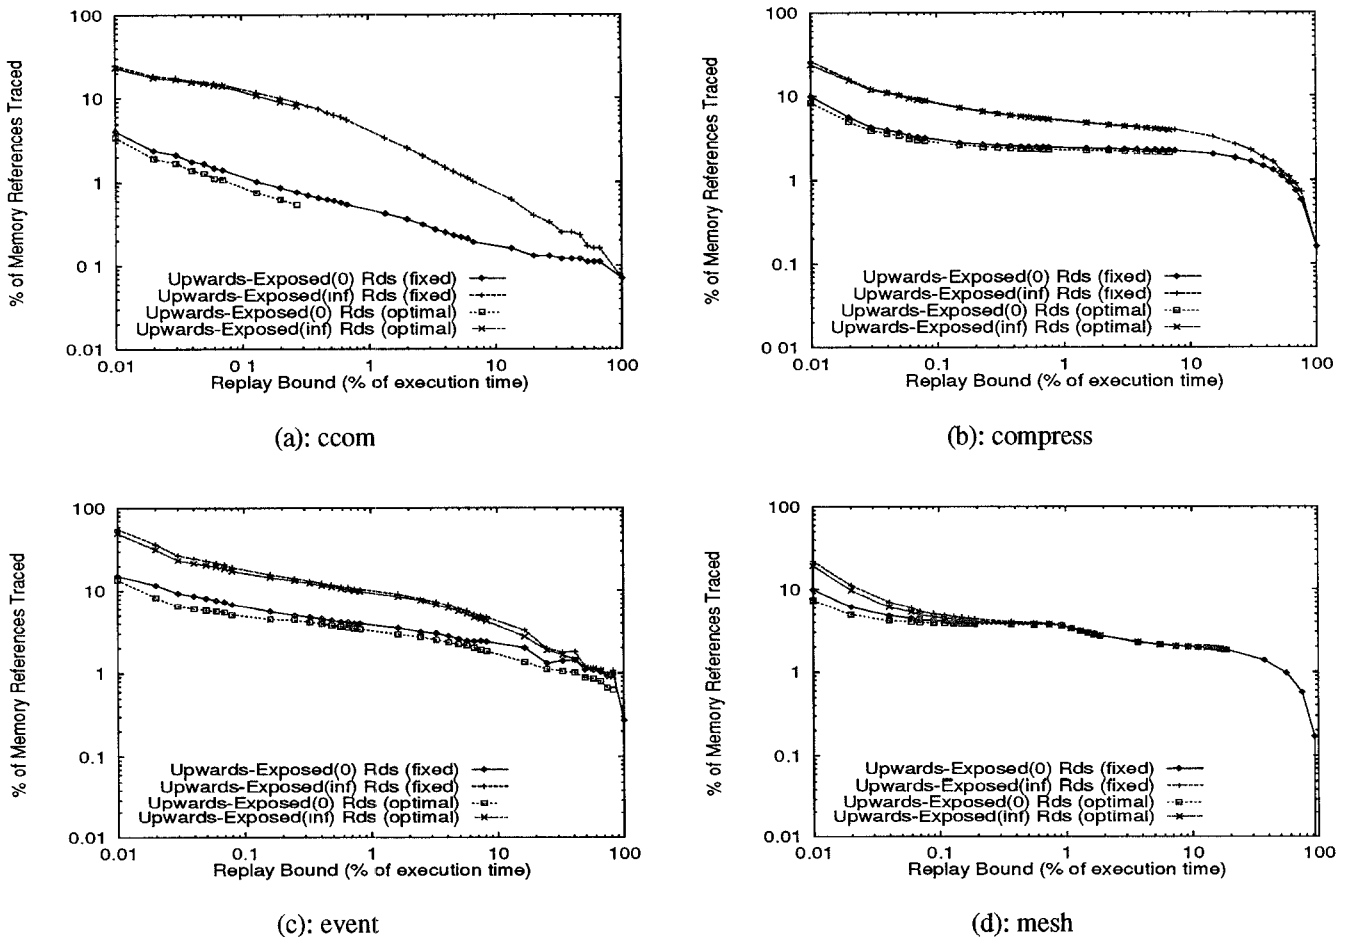 % of Memory References Traced
100
10
1
0 1
0.01
Upwards-Exposed(0) Rds (fixed)
Upwards-Exposed(inf) Rds (fixed)
Upwards-Exposed(0) Rds (optimal)
Upwards-Exposed(inf) Rds (optimal)
0.01 0.1 1 10 100
Replay Bound (% of execution time)
(a): ccom
% of Memory References Traced
100
10
1
0.1
0 01
Upwards-Exposed(0) Rds (fixed)
Upwards-Exposed(inf) Rds (fixed)
Upwards-Exposed(0) Rds (optimal)
Upwards-Exposed(inf) Rds (optimal)
0.01 0.1 1 10 100
Replay Bound (% of execution time)
(b): compress
% of Memory References Traced
100
10
1
0.1
0.01
Upwards-Exposed(0) Rds (fixed)
Upwards-Exposed(inf) Rds (fixed)
Upwards-Exposed(0) Rds (optimal)
Upwards-Exposed(inf) Rds (optimal)
0.01 0.1 1 10 100
Replay Bound (% of execution time)
(c): event
% of Memory References Traced
100
10
1
0.1
0.01
Upwards-Exposed(0) Rds (fixed)
Upwards-Exposed(inf) Rds (fixed)
Upwards-Exposed(0) Rds (optimal)
Upwards-Exposed(inf) Rds (optimal)
0.01 0.1 1 10 100
Replay Bound (% of execution time)
(d): mesh